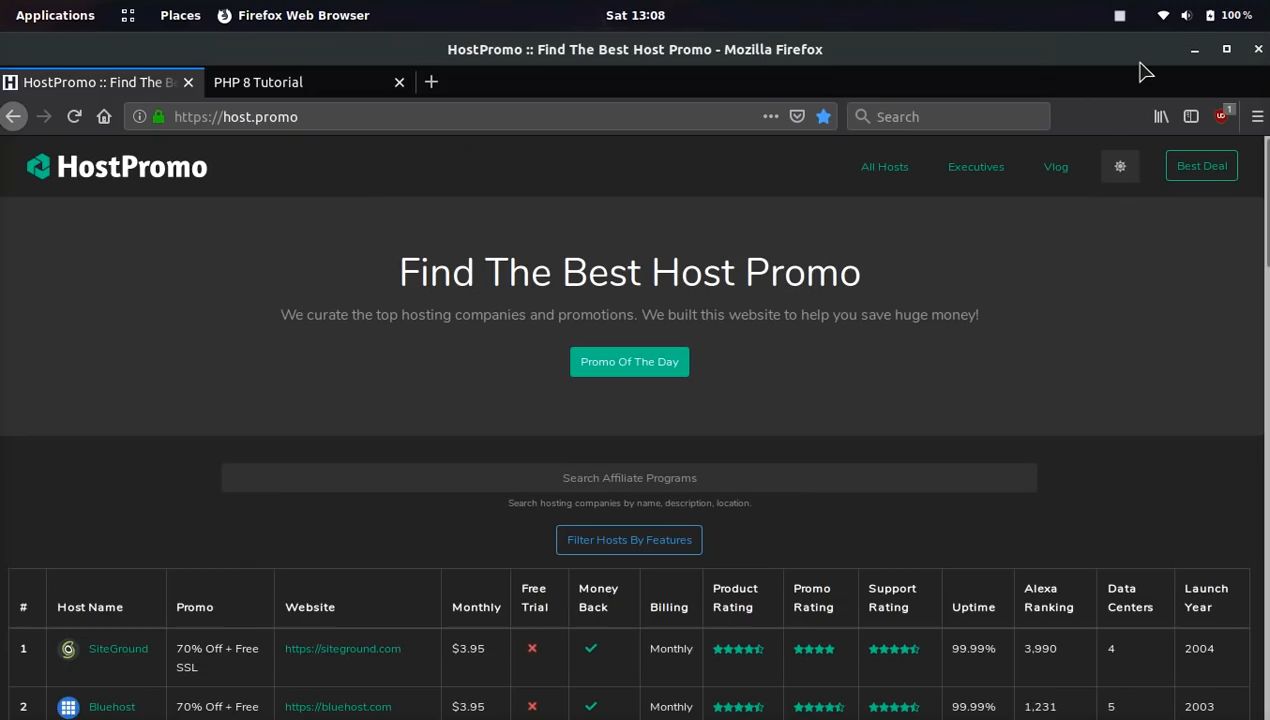 Applications Places Firefox Web Browser Sat 13:08 100%
HostPromo :: Find The Best Host Promo - Mozilla Firefox
HostPromo :: Find The Be PHP 8 Tutorial
https://host.promo Search 1
HostPromo All Hosts Executives Vlog Best Deal
Find The Best Host Promo
We curate the top hosting companies and promotions. We built this website to help you save huge money!
Promo Of The Day
Search Affiliate Programs
Search hosting companies by name, description, location.
Filter Hosts By Features
# Host Name Promo Website Monthly Free Trial Money Back Billing Product Rating Promo Rating Support Rating Uptime Alexa Ranking Data Centers Launch Year
1 SiteGround 70% Off + Free SSL https://siteground.com $3.95 Monthly 99.99% 3,990 4 2004
2 Bluehost 70% Off + Free https://bluehost.com $3.95 Monthly 99.99% 1,231 5 2003